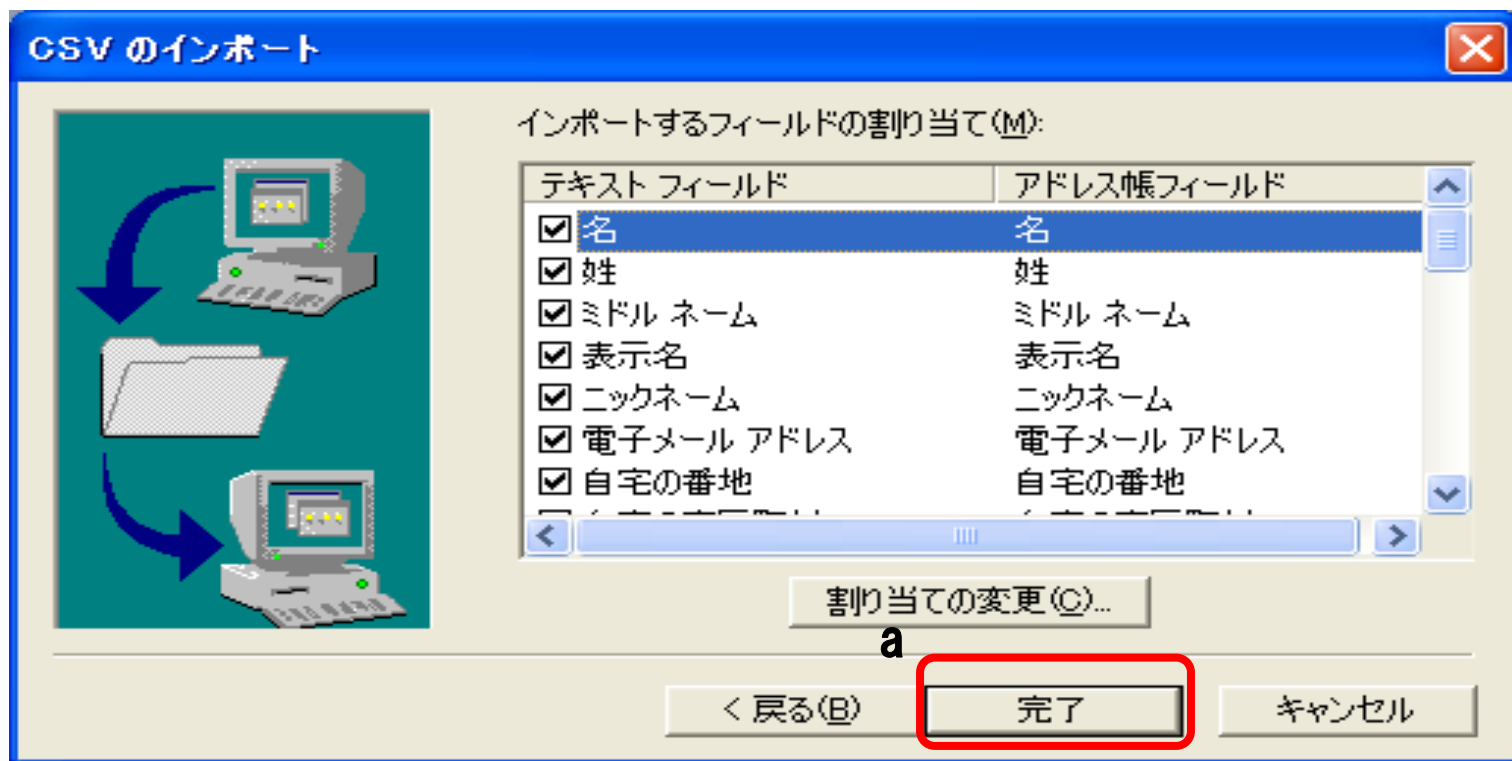 CSV のインポート
インポートするフィールドの割り当て(M):
テキスト フィールド アドレス帳フィールド
名 名
姓 姓
ミドル ネーム ミドル ネーム
表示名 表示名
ニックネーム ニックネーム
電子メール アドレス 電子メール アドレス
自宅の番地 自宅の番地
割り当ての変更(C)...
a
< 戻る(B) 完了 キャンセル